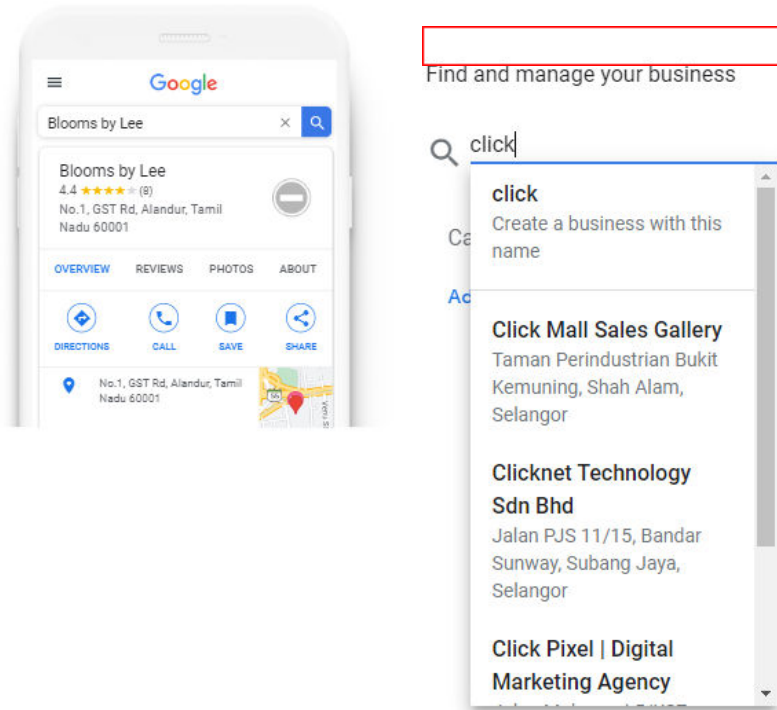 Google
Blooms by Lee
Blooms by Lee
4.4 (8)
No.1, GST Rd, Alandur, Tamil
Nadu 60001
OVERVIEW REVIEWS PHOTOS ABOUT
DIRECTIONS CALL SAVE SHARE
No.1, GST Rd, Alandur, Tamil
Nadu 60001
Find and manage your business
click
click
Create a business with this
name
Click Mall Sales Gallery
Taman Perindustrian Bukit
Kemuning, Shah Alam,
Selangor
Clicknet Technology
Sdn Bhd
Jalan PJS 11/15, Bandar
Sunway, Subang Jaya,
Selangor
Click Pixel | Digital
Marketing Agency